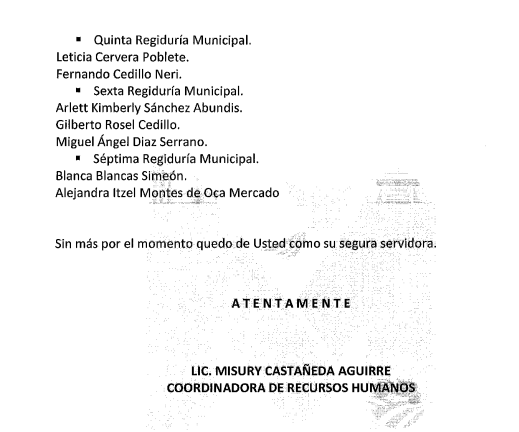 ▪ Quinta Regiduría Municipal.
Leticia Cervera Poblete.
Fernando Cedillo Neri.
▪ Sexta Regiduría Municipal.
Arlett Kimberly Sánchez Abundis.
Gilberto Rosel Cedillo.
Miguel Ángel Diaz Serrano.
▪ Séptima Regiduría Municipal.
Blanca Blancas Simeón.
Alejandra Itzel Montes de Oca Mercado
Sin más por el momento quedo de Usted como su segura servidora.
A T E N T A M E N T E
LIC. MISURY CASTAÑEDA AGUIRRE
COORDINADORA DE RECURSOS HUMANOS